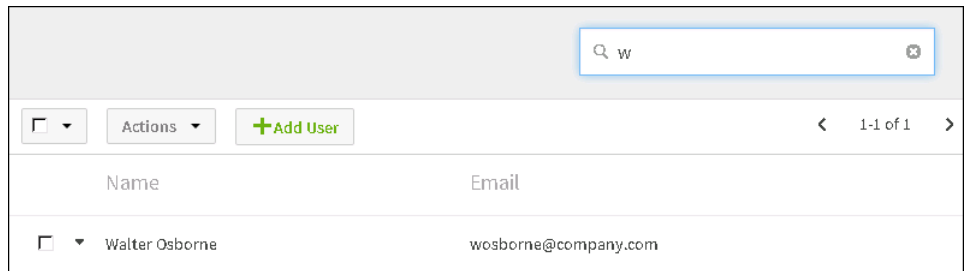 w
Actions
+Add User
1-1 of 1
Name Email
Walter Osborne wosborne@company.com